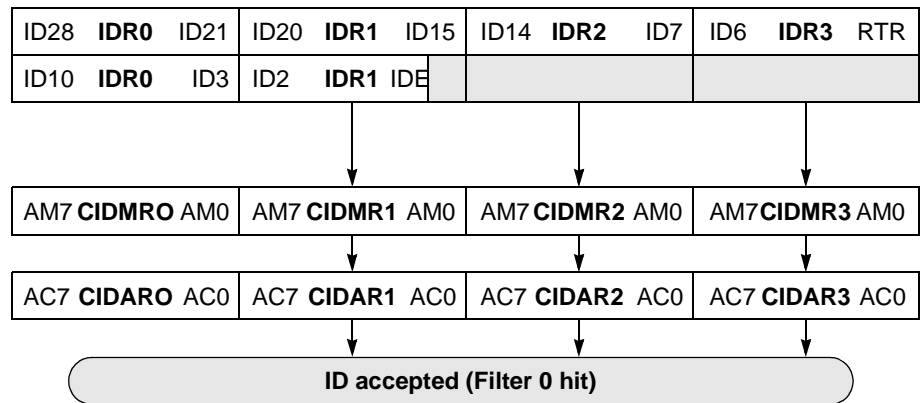 ID28 IDR0 ID21 ID20 IDR1 ID15 ID14 IDR2 ID7 ID6 IDR3 RTR
ID10 IDR0 ID3 ID2 IDR1 IDE
AM7 CIDMRO AM0 AM7 CIDMR1 AM0 AM7 CIDMR2 AM0 AM7 CIDMR3 AM0
AC7 CIDARO AC0 AC7 CIDAR1 AC0 AC7 CIDAR2 AC0 AC7 CIDAR3 AC0
ID accepted (Filter 0 hit)